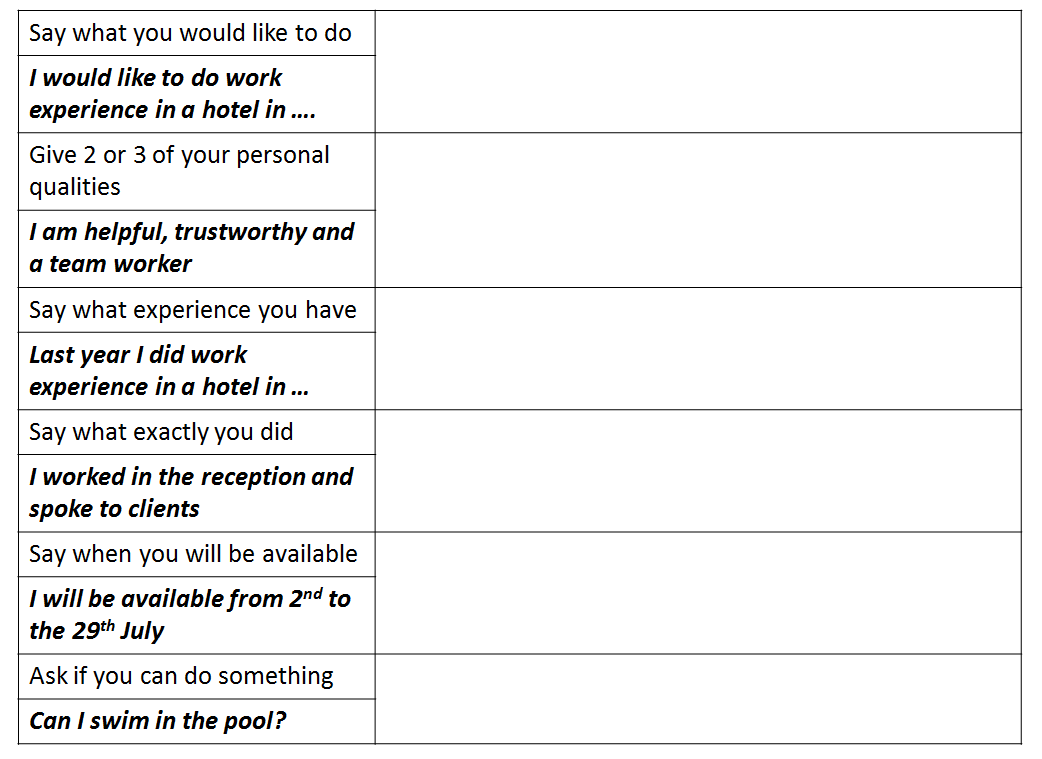 Say what you would like to do
I would like to do work
experience in a hotel in ....
Give 2 or 3 of your personal
qualities
I am helpful, trustworthy and
a team worker
Say what experience you have
Last year I did work
experience in a hotel in ...
Say what exactly you did
I worked in the reception and
spoke to clients
Say when you will be available
I will be available from 2nd to
the 29th July
Ask if you can do something
Can I swim in the pool?